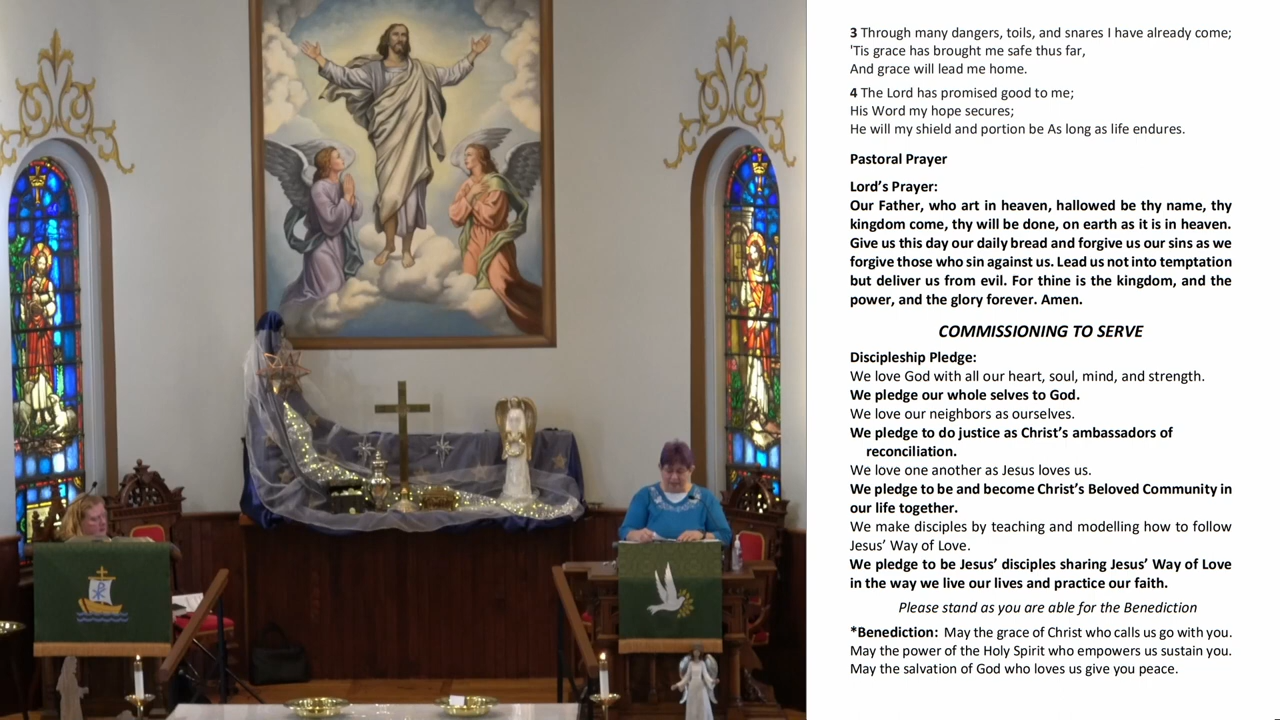 3 Through many dangers, toils, and snares I have already come;
'Tis grace has brought me safe thus far,
And grace will lead me home.
4 The Lord has promised good to me;
His Word my hope secures;
He will my shield and portion be As long as life endures.
Pastoral Prayer
Lord’s Prayer:
Our Father, who art in heaven, hallowed be thy name, thy
kingdom come, thy will be done, on earth as it is in heaven.
Give us this day our daily bread and forgive us our sins as we
forgive those who sin against us. Lead us not into temptation
but deliver us from evil. For thine is the kingdom, and the
power, and the glory forever. Amen.
COMMISSIONING TO SERVE
Discipleship Pledge:
We love God with all our heart, soul, mind, and strength.
We pledge our whole selves to God.
We love our neighbors as ourselves.
We pledge to do justice as Christ’s ambassadors of
reconciliation.
We love one another as Jesus loves us.
We pledge to be and become Christ’s Beloved Community in
our life together.
We make disciples by teaching and modelling how to follow
Jesus’ Way of Love.
We pledge to be Jesus’ disciples sharing Jesus’ Way of Love
in the way we live our lives and practice our faith.
Please stand as you are able for the Benediction
*Benediction: May the grace of Christ who calls us go with you.
May the power of the Holy Spirit who empowers us sustain you.
May the salvation of God who loves us give you peace.